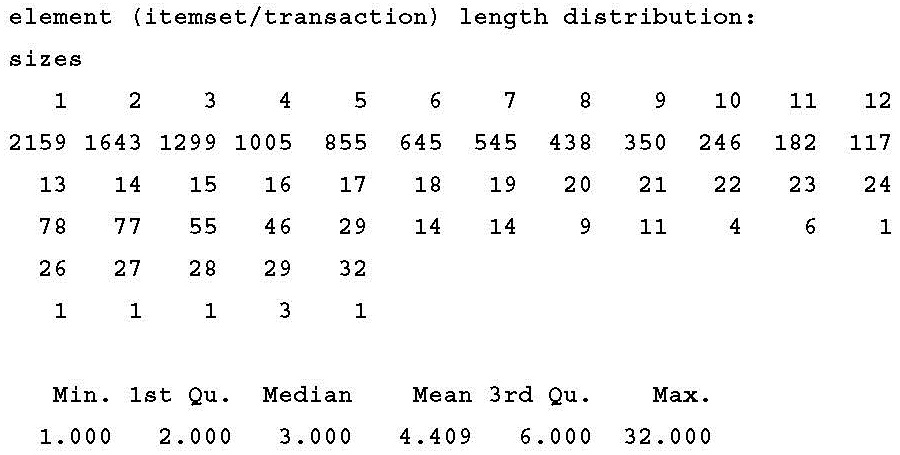 element (itemset/transaction) length distribution:
sizes
1 2 3 4 5 6 7 8 9 10 11 12
2159 1643 1299 1005 855 645 545 438 350 246 182 117
13 14 15 16 17 18 19 20 21 22 23 24
78 77 55 46 29 14 14 9 11 4 6 1
26 27 28 29 32
1 1 1 3 1
Min. 1st Qu. Median Mean 3rd Qu. Max.
1.000 2.000 3.000 4.409 6.000 32.000